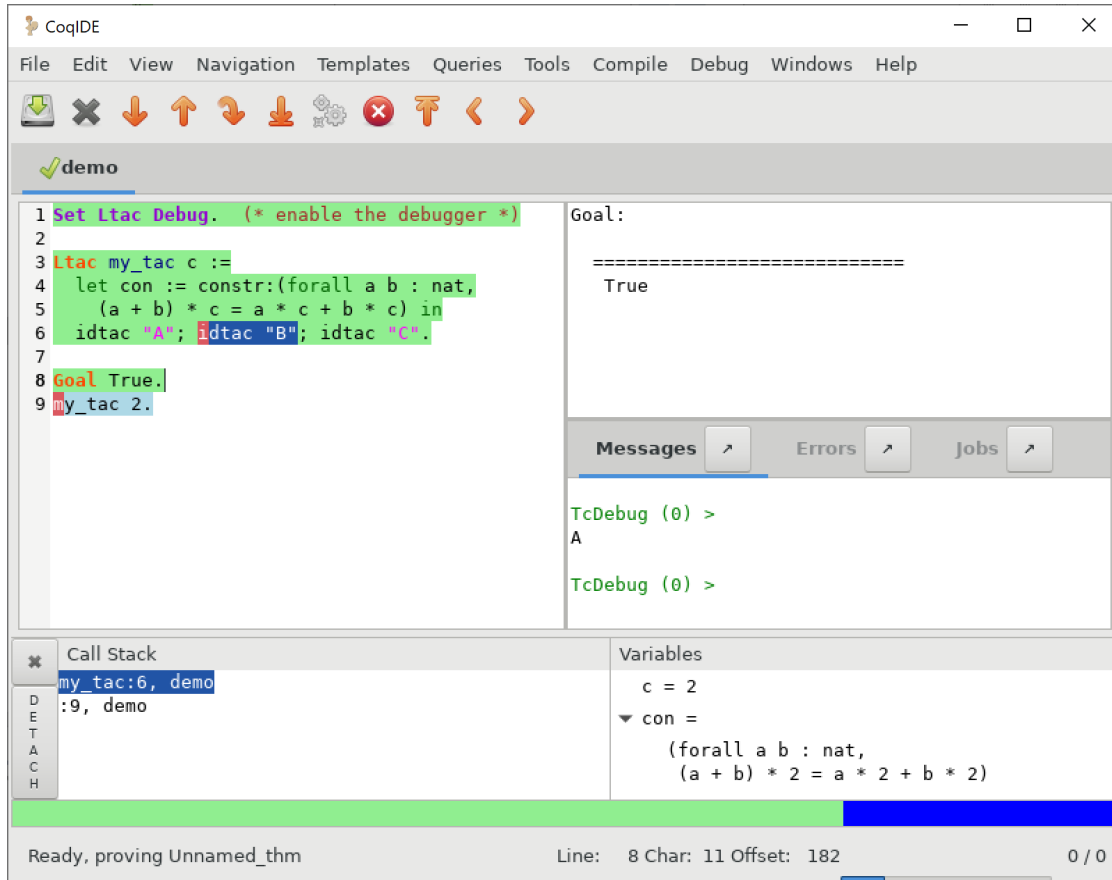 CoqIDE
File Edit View Navigation Templates Queries Tools Compile Debug Windows Help
demo
1 Set Ltac Debug.  (* enable the debugger *)
2
3 Ltac my_tac c :=
4   let con := constr:(forall a b : nat,
5     (a + b) * c = a * c + b * c) in
6   idtac "A"; idtac "B"; idtac "C".
7
8 Goal True.
9 my_tac 2.
Goal:
============================
True
Messages Errors Jobs
TcDebug (0) >
A
TcDebug (0) >
Call Stack
my_tac:6, demo
:9, demo
DETACH
Variables
c = 2
con =
(forall a b : nat,
(a + b) * 2 = a * 2 + b * 2)
Ready, proving Unnamed_thm Line: 8 Char: 11 Offset: 182 0 / 0